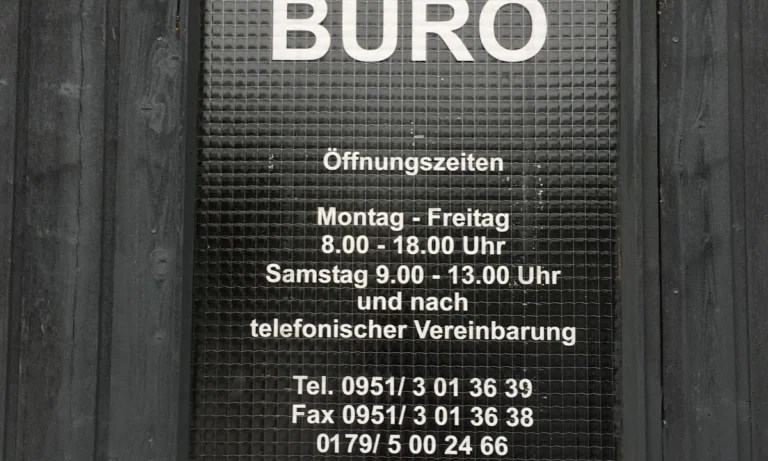 BÜRO
Öffnungszeiten
Montag - Freitag
8.00 - 18.00 Uhr
Samstag 9.00 - 13.00 Uhr
und nach
telefonischer Vereinbarung
Tel. 0951/ 3 01 36 39
Fax 0951/ 3 01 36 38
0179/ 5 00 24 66